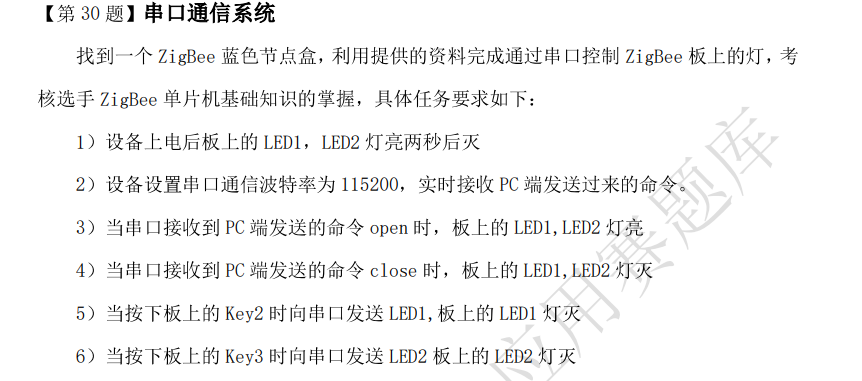 【第 30 题】串口通信系统
找到一个 ZigBee 蓝色节点盒，利用提供的资料完成通过串口控制 ZigBee 板上的灯，考
核选手 ZigBee 单片机基础知识的掌握，具体任务要求如下：
1）设备上电后板上的 LED1，LED2 灯亮两秒后灭
2）设备设置串口通信波特率为 115200，实时接收 PC 端发送过来的命令。
3）当串口接收到 PC 端发送的命令 open 时，板上的 LED1,LED2 灯亮
4）当串口接收到 PC 端发送的命令 close 时，板上的 LED1,LED2 灯灭
5）当按下板上的 Key2 时向串口发送 LED1,板上的 LED1 灯灭
6）当按下板上的 Key3 时向串口发送 LED2 板上的 LED2 灯灭
应用赛题库